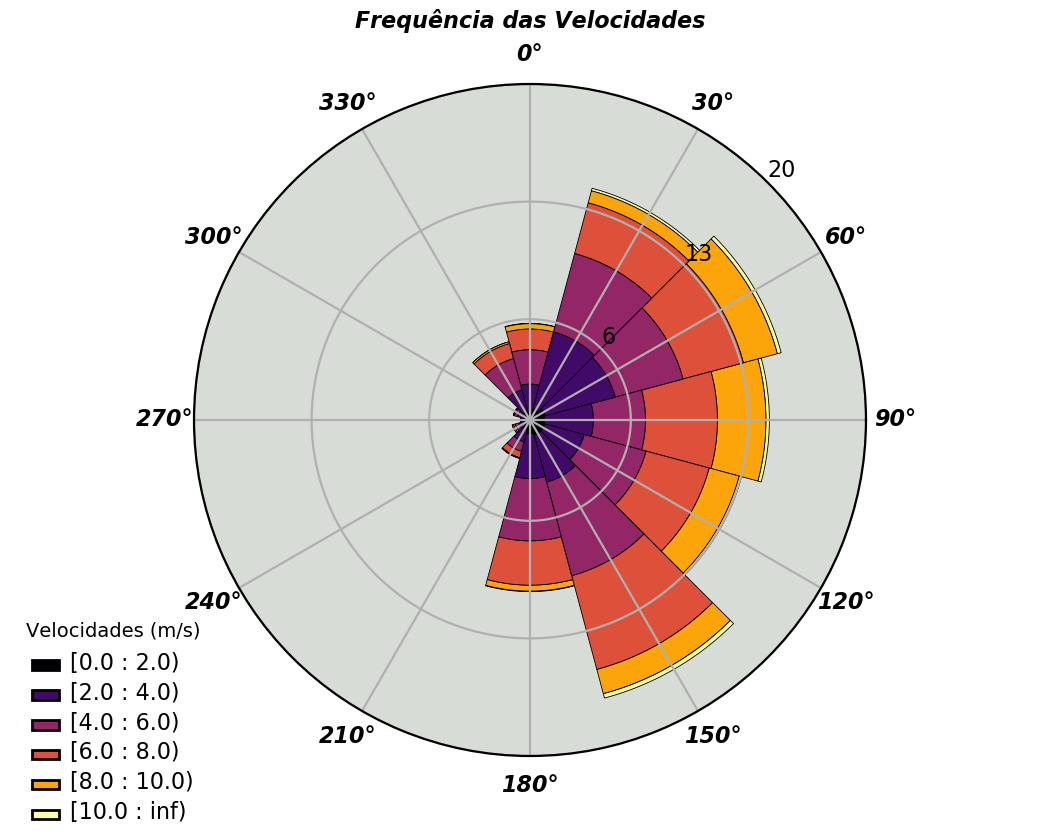 Frequência das Velocidades
0°
330°
30°
20
300°
60°
13
6
270°
90°
240°
120°
210°
150°
180°
Velocidades (m/s)
[0.0 : 2.0)
[2.0 : 4.0)
[4.0 : 6.0)
[6.0 : 8.0)
[8.0 : 10.0)
[10.0 : inf)